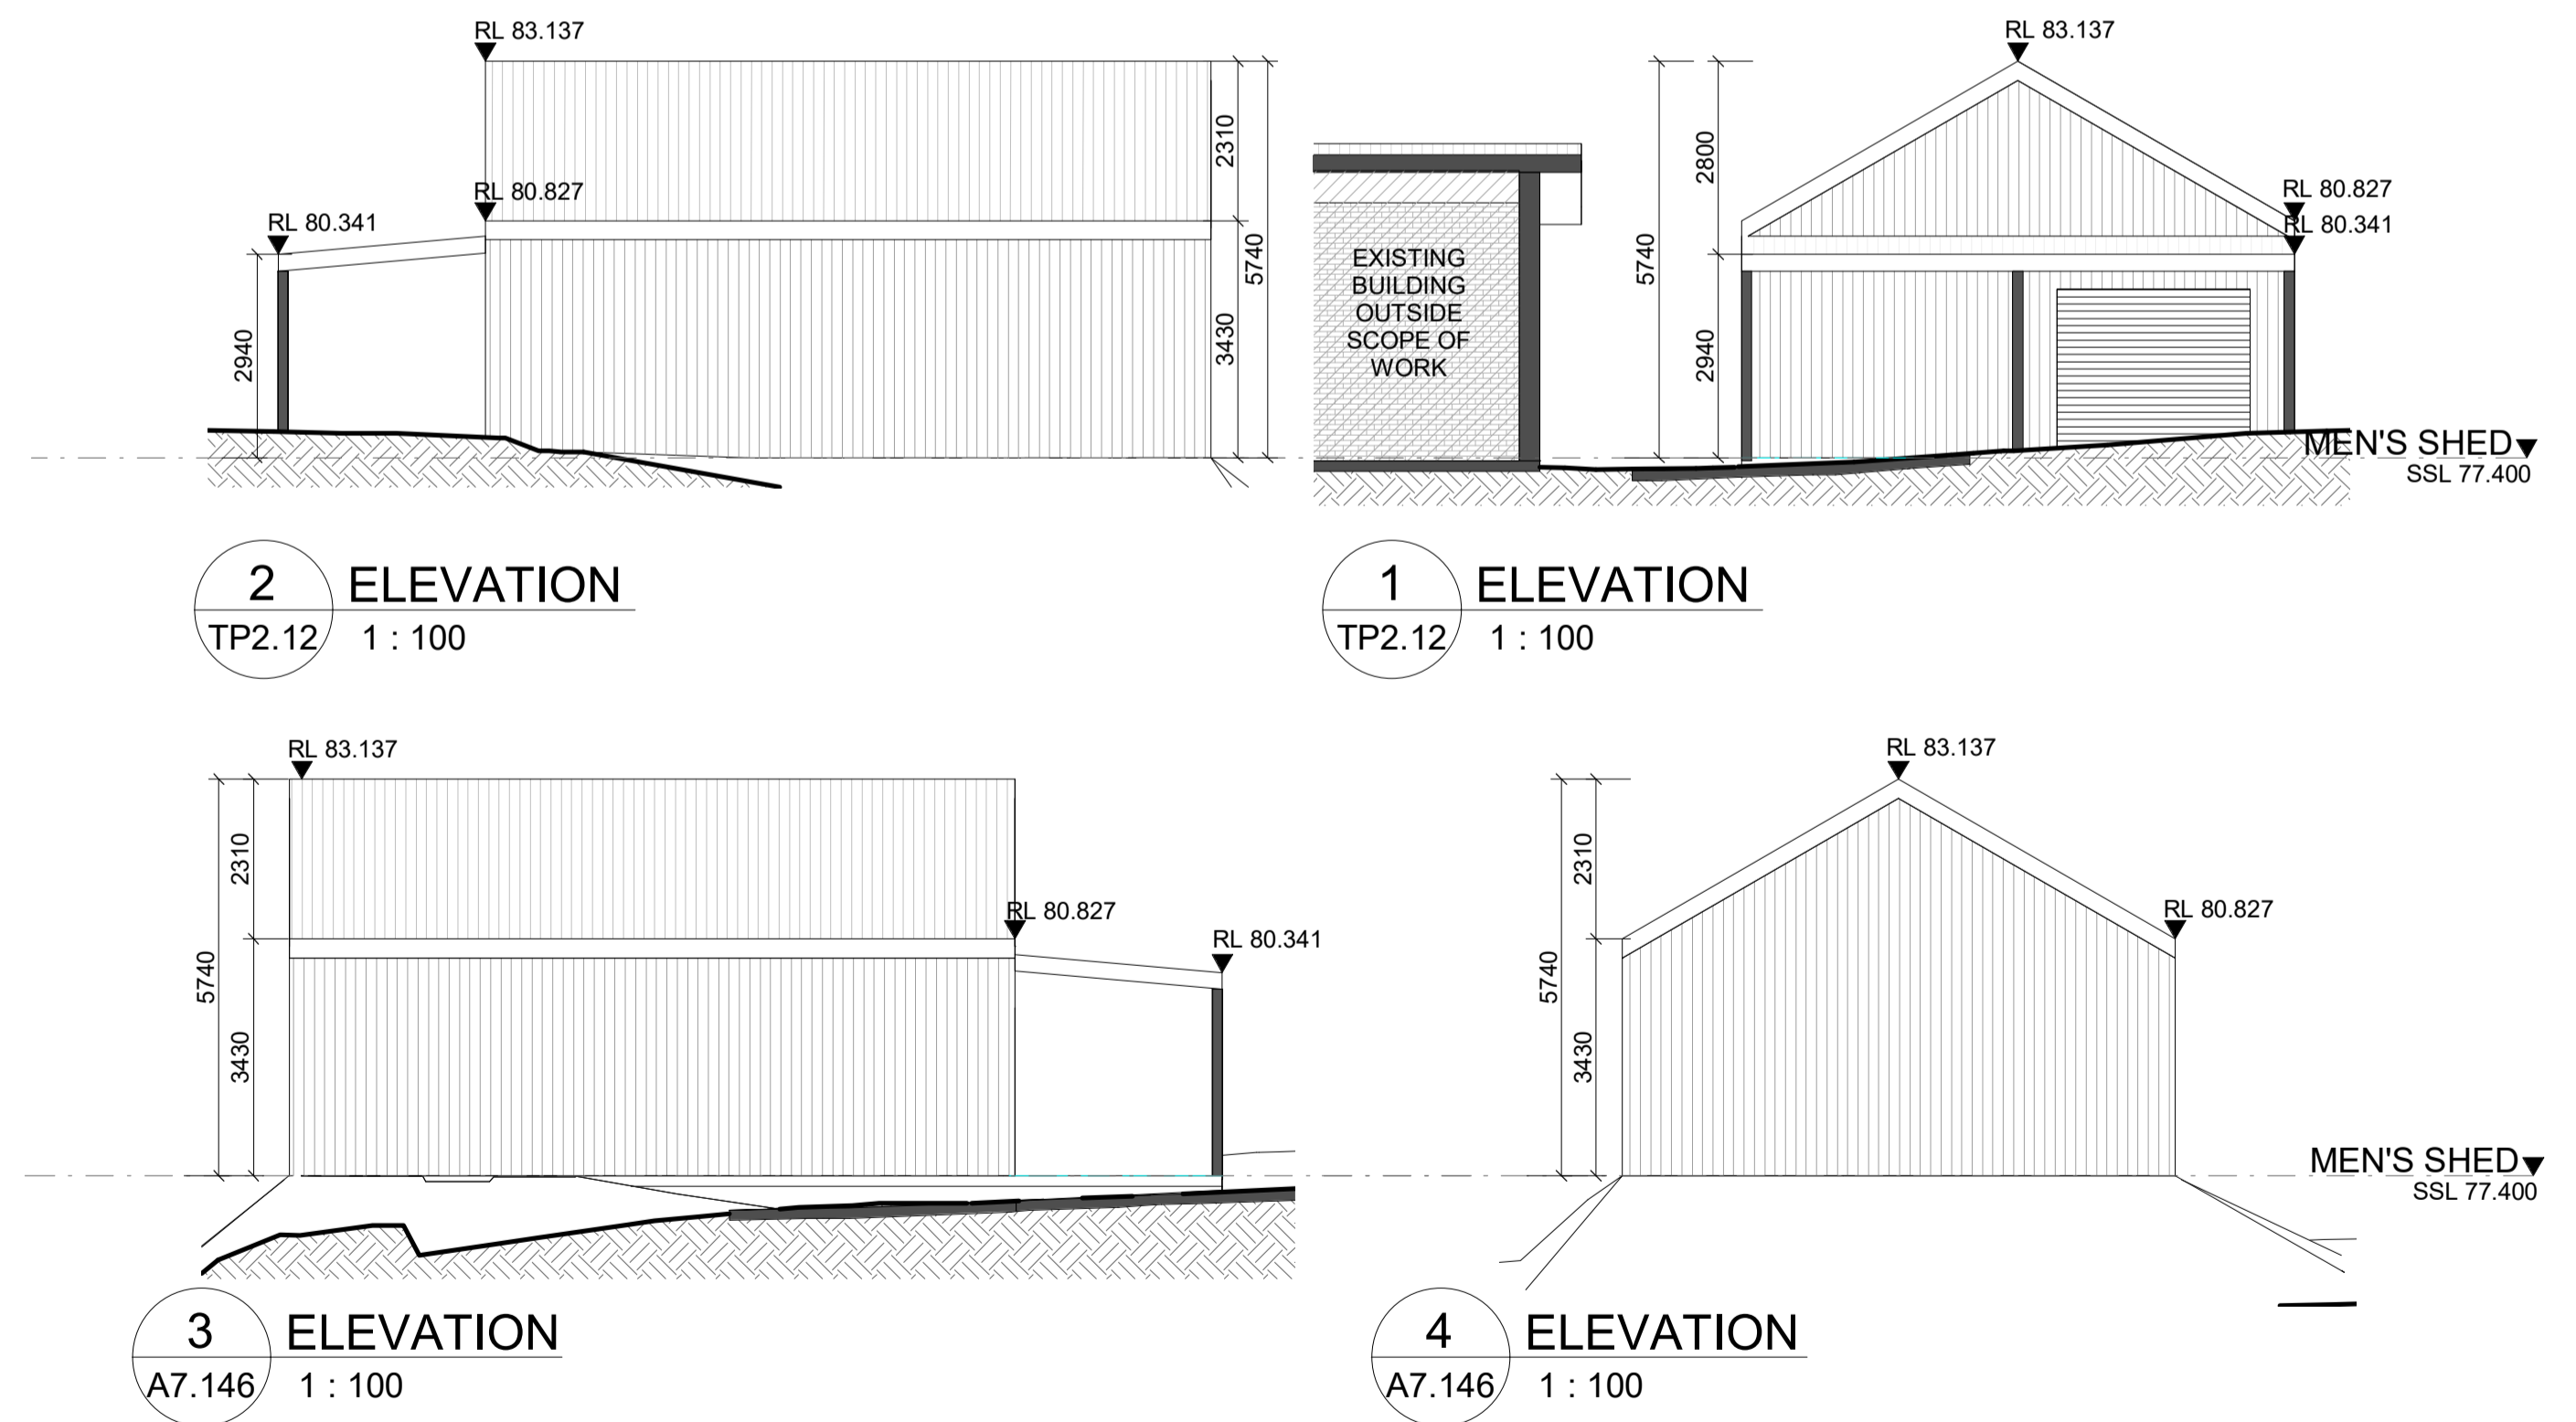 RL 83.137
RL 80.827
RL 80.341
2310
5740
3430
2940
2
TP2.12
ELEVATION
1 : 100
RL 83.137
2800
5740
2940
RL 80.827
RL 80.341
EXISTING
BUILDING
OUTSIDE
SCOPE OF
WORK
MEN'S SHED
SSL 77.400
1
TP2.12
ELEVATION
1 : 100
RL 83.137
2310
5740
3430
RL 80.827
RL 80.341
3
A7.146
ELEVATION
1 : 100
RL 83.137
2310
5740
3430
RL 80.827
MEN'S SHED
SSL 77.400
4
A7.146
ELEVATION
1 : 100